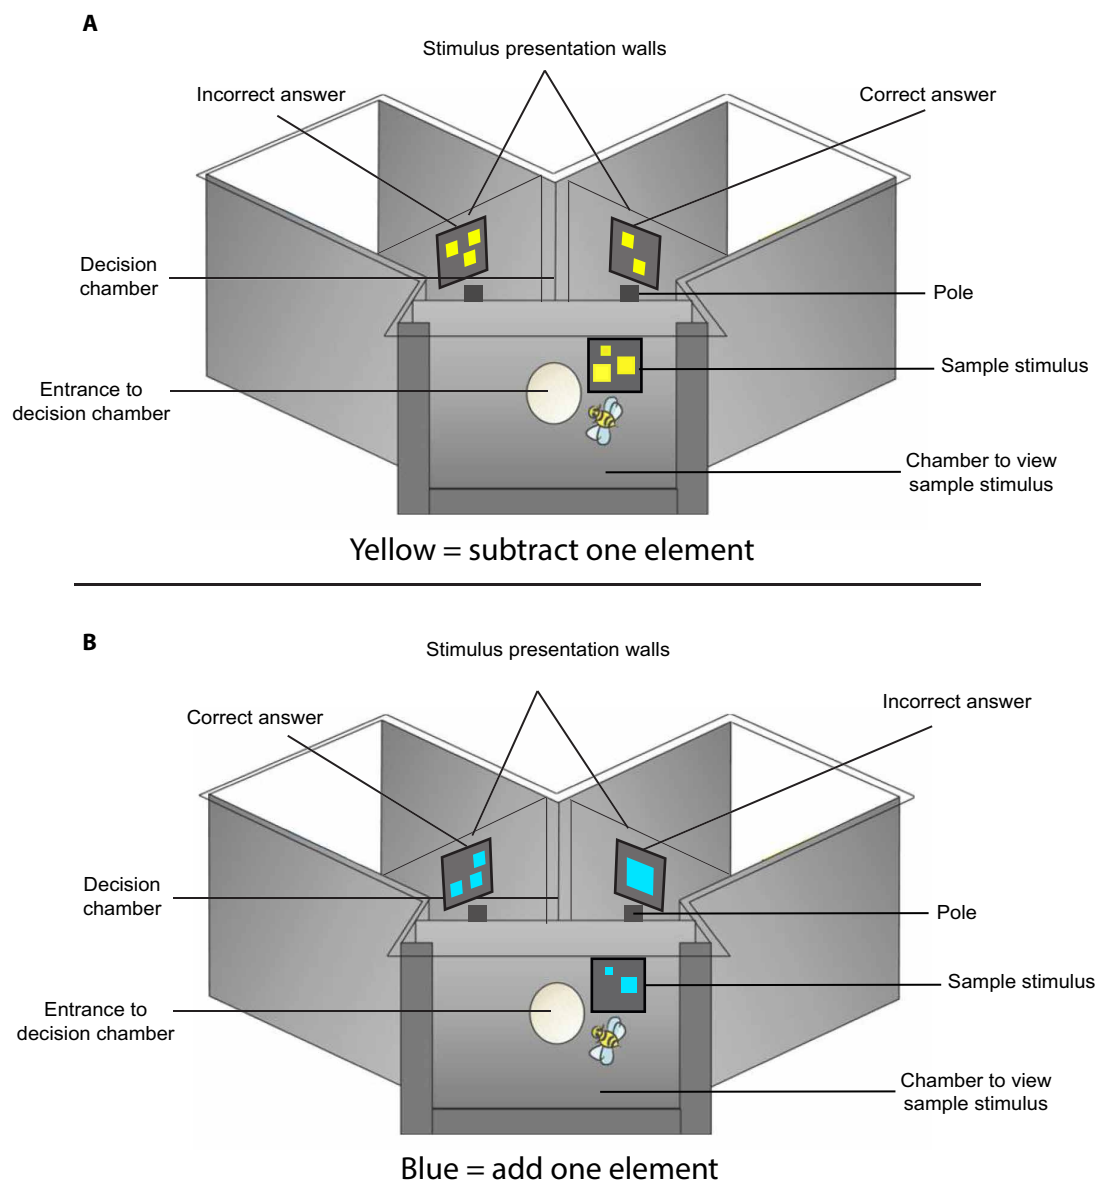 A
Stimulus presentation walls
Incorrect answer
Correct answer
Decision
chamber
Pole
Sample stimulus
Entrance to
decision chamber
Chamber to view
sample stimulus
Yellow = subtract one element
B
Stimulus presentation walls
Correct answer
Incorrect answer
Decision
chamber
Pole
Sample stimulus
Entrance to
decision chamber
Chamber to view
sample stimulus
Blue = add one element